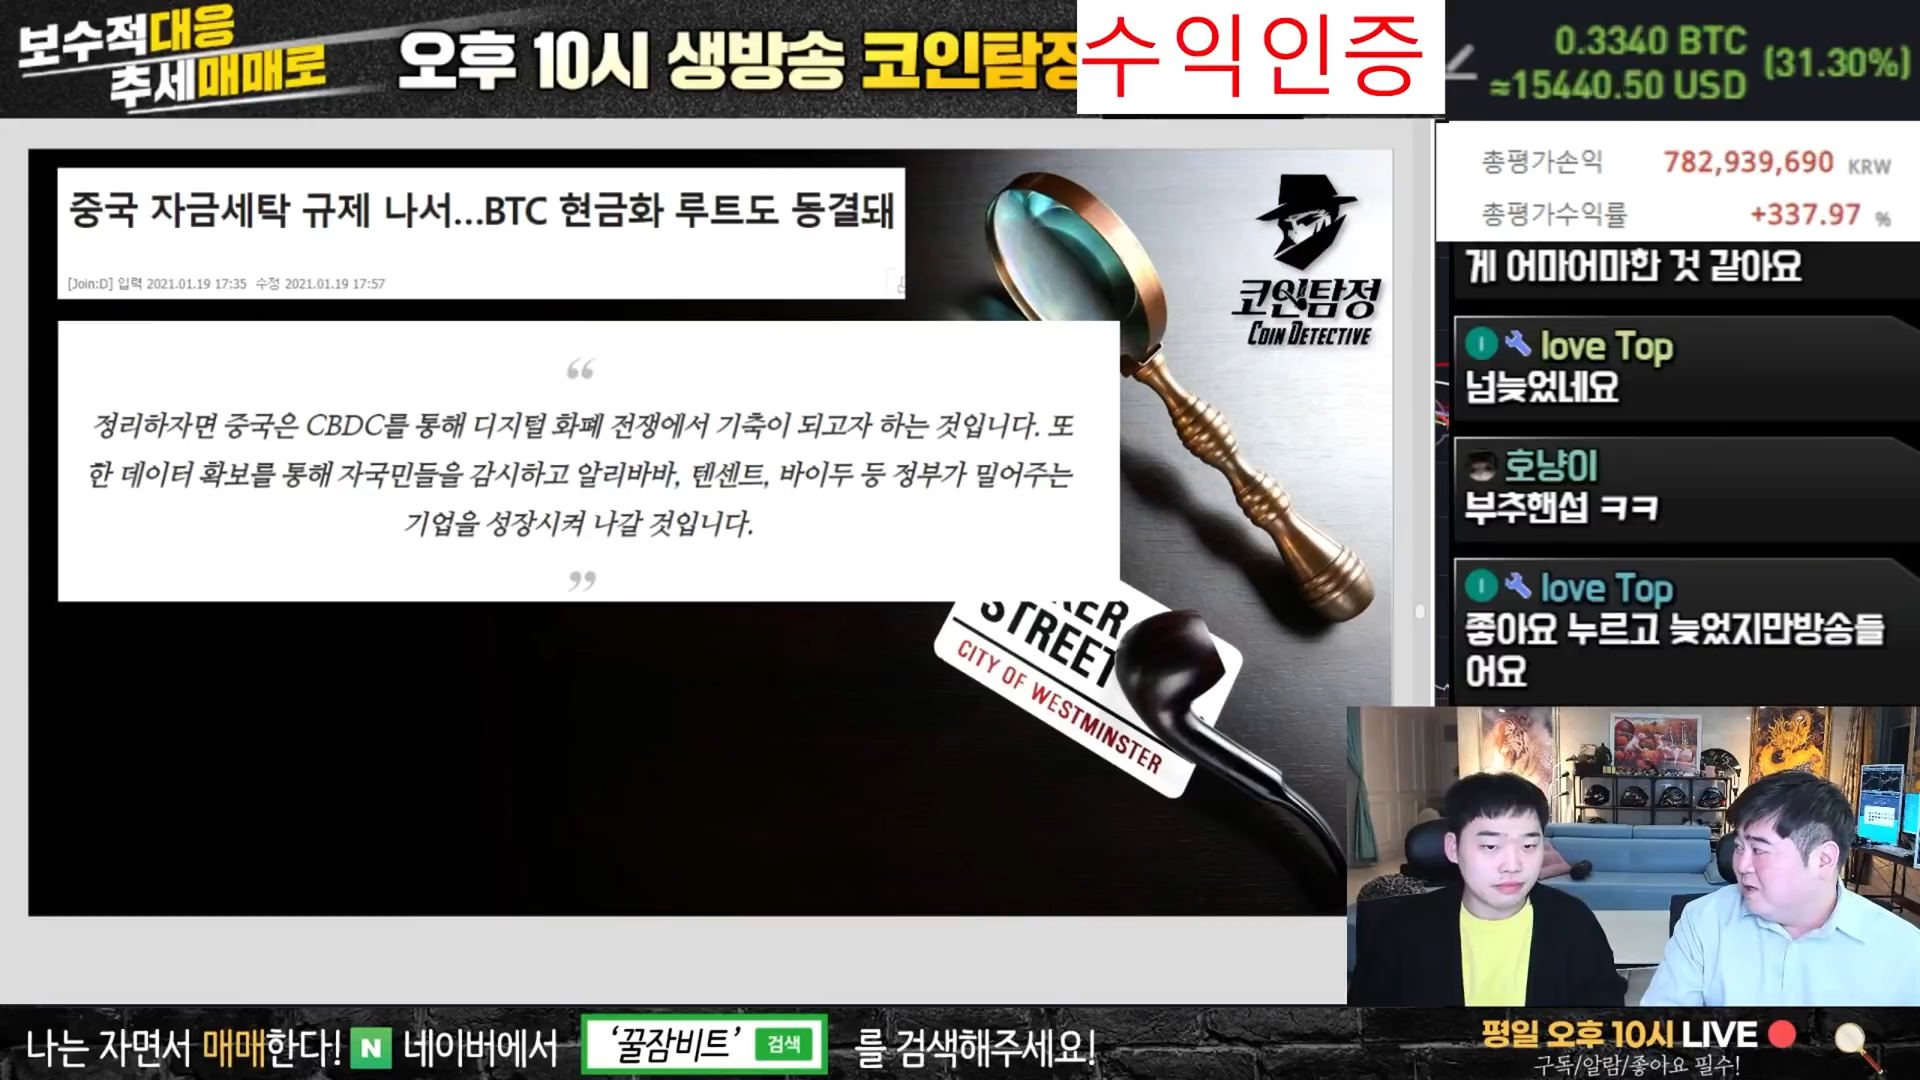 보수적대응
추세매매로
오후 10시 생방송 코인탐정
수익인증
0.3340 BTC
≈15440.50 USD
(31.30%)
총평가손익 782,939,690 KRW
총평가수익률 +337.97 %
중국 자금세탁 규제 나서...BTC 현금화 루트도 동결돼
[Join:D] 입력 2021.01.19 17:35 수정 2021.01.19 17:57
“
정리하자면 중국은 CBDC를 통해 디지털 화폐 전쟁에서 기축이 되고자 하는 것입니다. 또
한 데이터 확보를 통해 자국민들을 감시하고 알리바바, 텐센트, 바이두 등 정부가 밀어주는
기업을 성장시켜 나갈 것입니다.
”
코인탐정
COIN DETECTIVE
STREET
CITY OF WESTMINSTER
게 어마어마한 것 같아요
I love Top
넘늦었네요
호냥이
부추핸섭 ㅋㅋ
I love Top
좋아요 누르고 늦었지만방송들
어요
나는 자면서 매매한다! N 네이버에서 ‘꿀잠비트’ 검색 를 검색해주세요!
평일 오후 10시 LIVE
구독/알람/좋아요 필수!